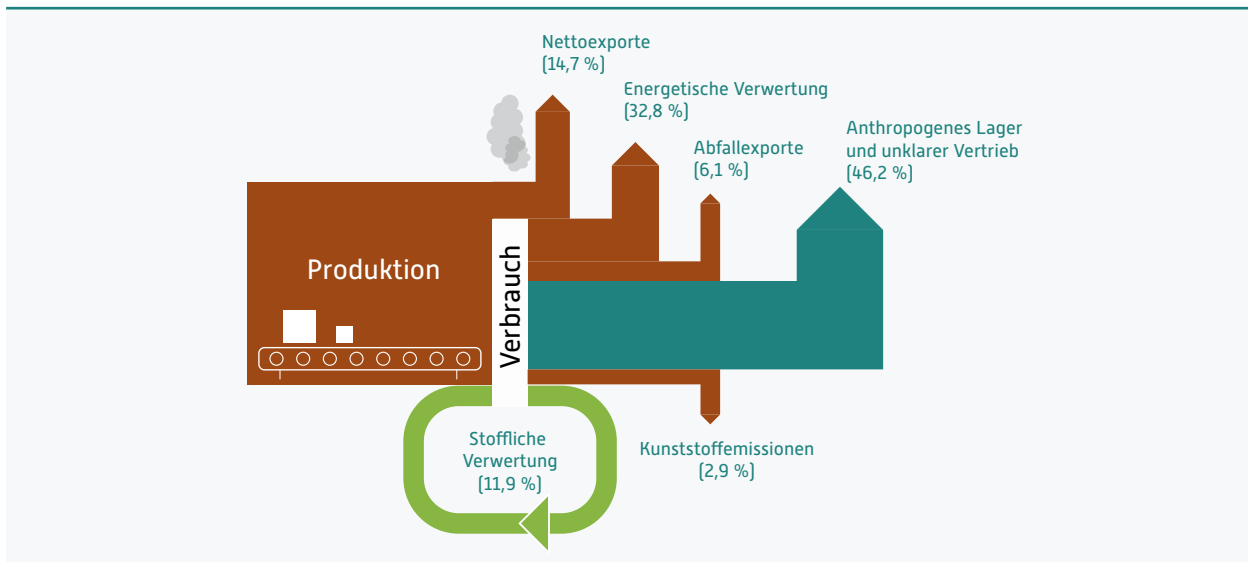 Nettoexporte
(14,7 %)
Energetische Verwertung
(32,8 %)
Abfallexporte
(6,1 %)
Anthropogenes Lager
und unklarer Vertrieb
(46,2 %)
Produktion
Verbrauch
Stoffliche
Verwertung
(11,9 %)
Kunststoffemissionen
(2,9 %)